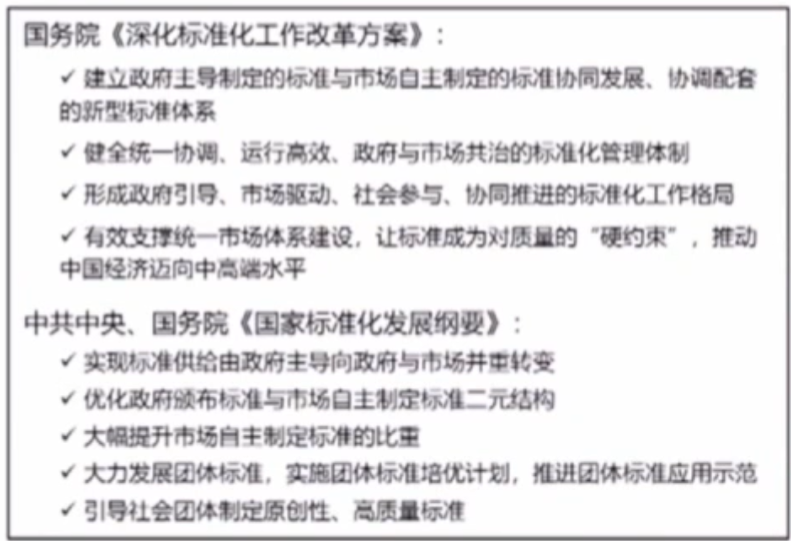 国务院《深化标准化工作改革方案》:
✓ 建立政府主导制定的标准与市场自主制定的标准协同发展、协调配套
的新型标准体系
✓ 健全统一协调、运行高效、政府与市场共治的标准化管理体制
✓ 形成政府引导、市场驱动、社会参与、协同推进的标准化工作格局
✓ 有效支撑统一市场体系建设，让标准成为对质量的“硬约束”，推动
中国经济迈向中高端水平
中共中央、国务院《国家标准化发展纲要》:
✓ 实现标准供给由政府主导向政府与市场并重转变
✓ 优化政府颁布标准与市场自主制定标准二元结构
✓ 大幅提升市场自主制定标准的比重
✓ 大力发展团体标准，实施团体标准培优计划，推进团体标准应用示范
✓ 引导社会团体制定原创性、高质量标准